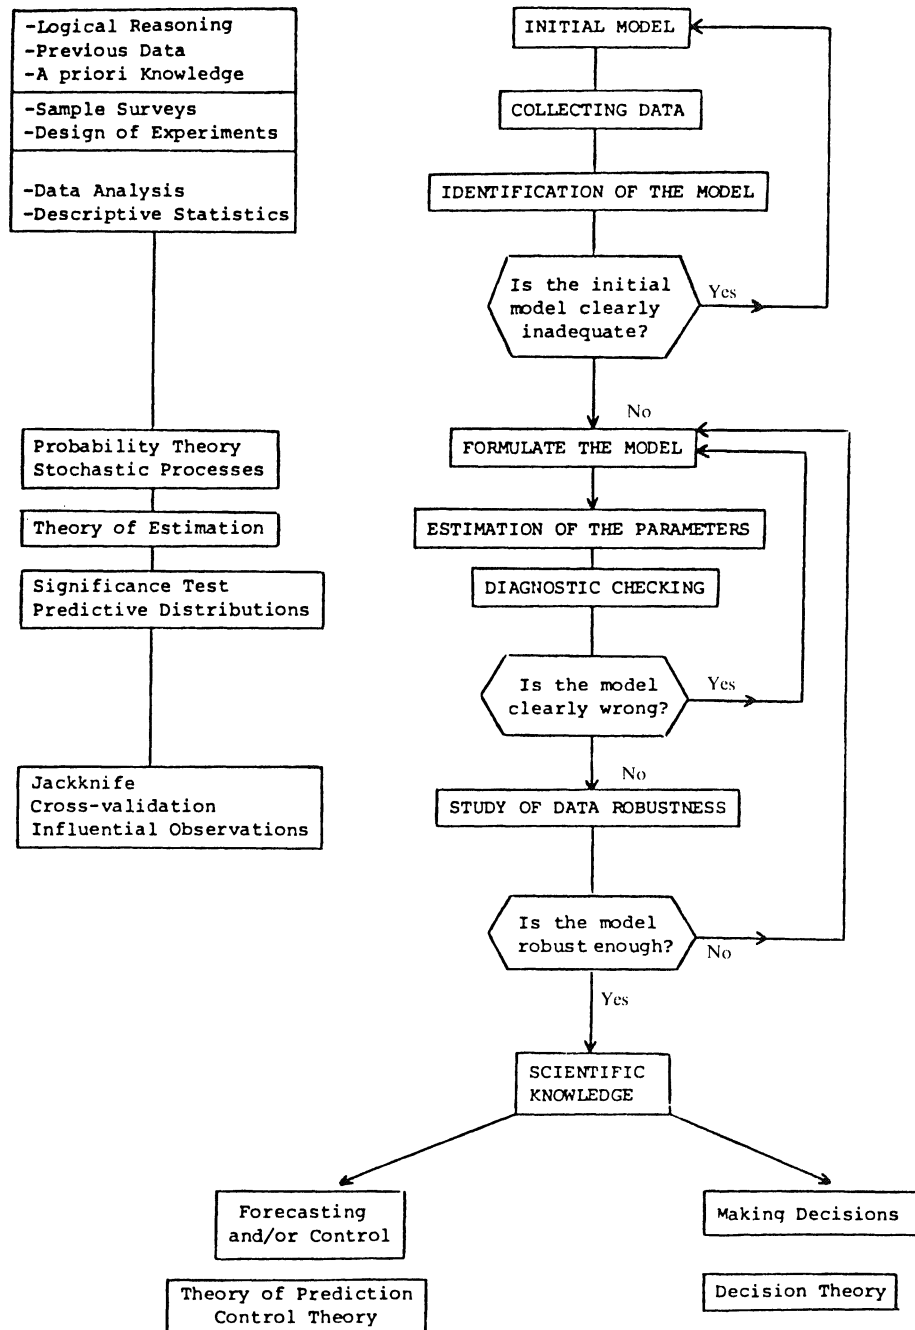 -Logical Reasoning
-Previous Data
-A priori Knowledge
-Sample Surveys
-Design of Experiments
-Data Analysis
-Descriptive Statistics
Probability Theory
Stochastic Processes
Theory of Estimation
Significance Test
Predictive Distributions
Jackknife
Cross-validation
Influential Observations
INITIAL MODEL
COLLECTING DATA
IDENTIFICATION OF THE MODEL
Is the initial
model clearly
inadequate?
Yes
No
FORMULATE THE MODEL
ESTIMATION OF THE PARAMETERS
DIAGNOSTIC CHECKING
Is the model
clearly wrong?
Yes
No
STUDY OF DATA ROBUSTNESS
Is the model
robust enough?
No
Yes
SCIENTIFIC
KNOWLEDGE
Forecasting
and/or Control
Theory of Prediction
Control Theory
Making Decisions
Decision Theory